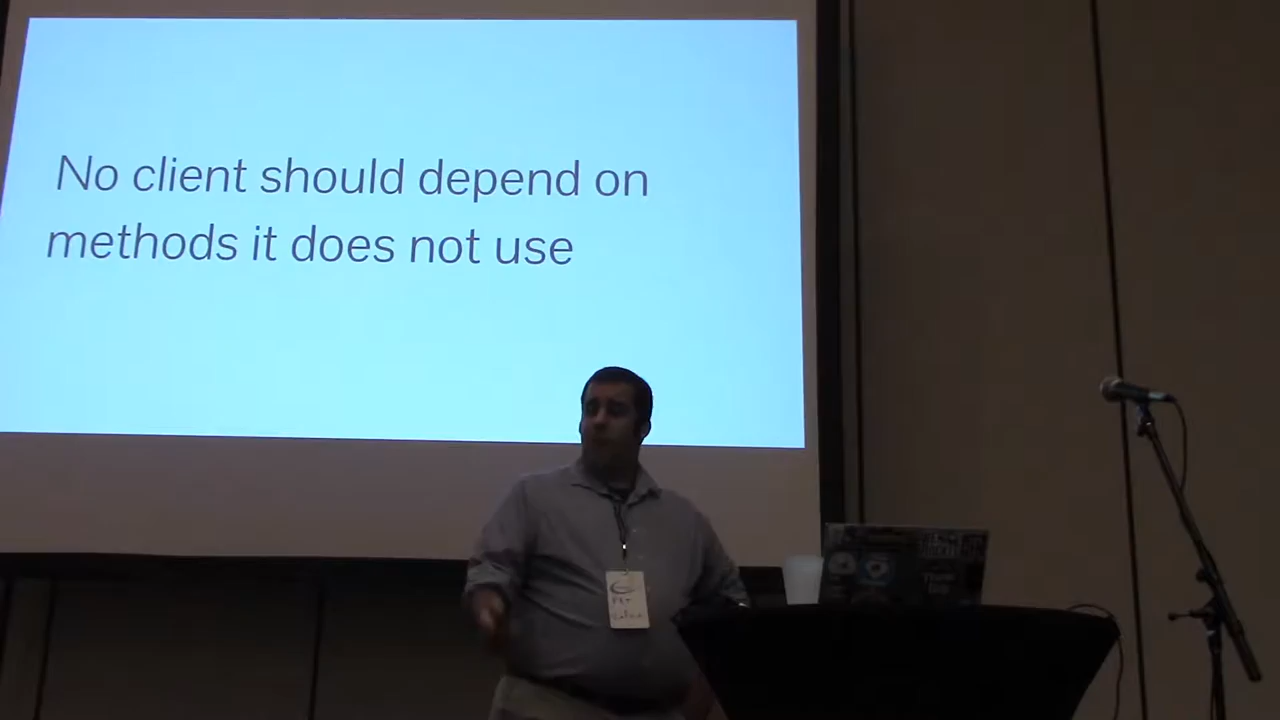 No client should depend on
methods it does not use